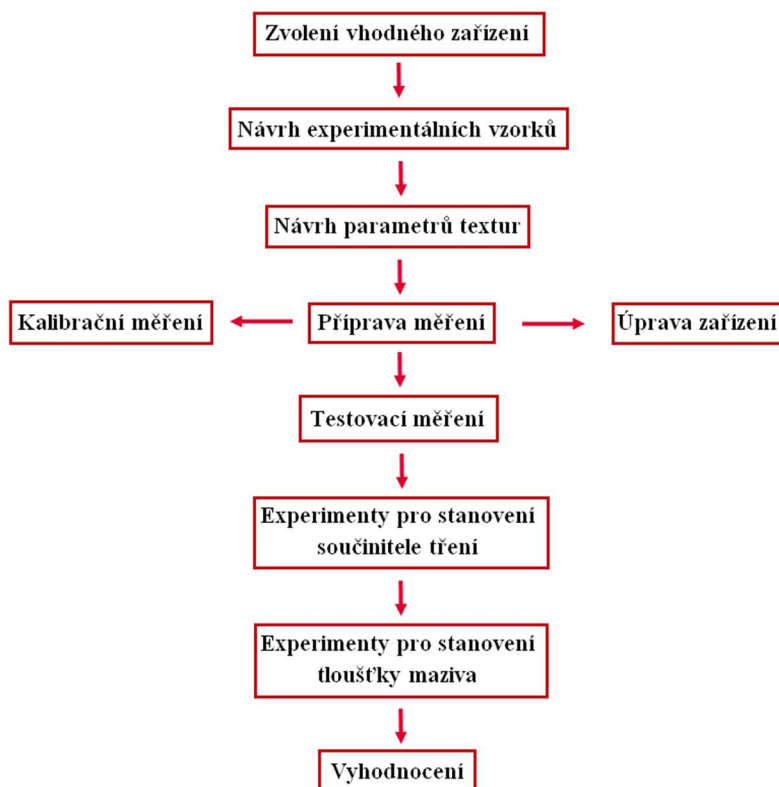 Zvolení vhodného zařízení
Návrh experimentálních vzorků
Návrh parametrů textur
Kalibrační měření
Příprava měření
Úprava zařízení
Testovací měření
Experimenty pro stanovení
součinitele tření
Experimenty pro stanovení
tloušťky maziva
Vyhodnocení